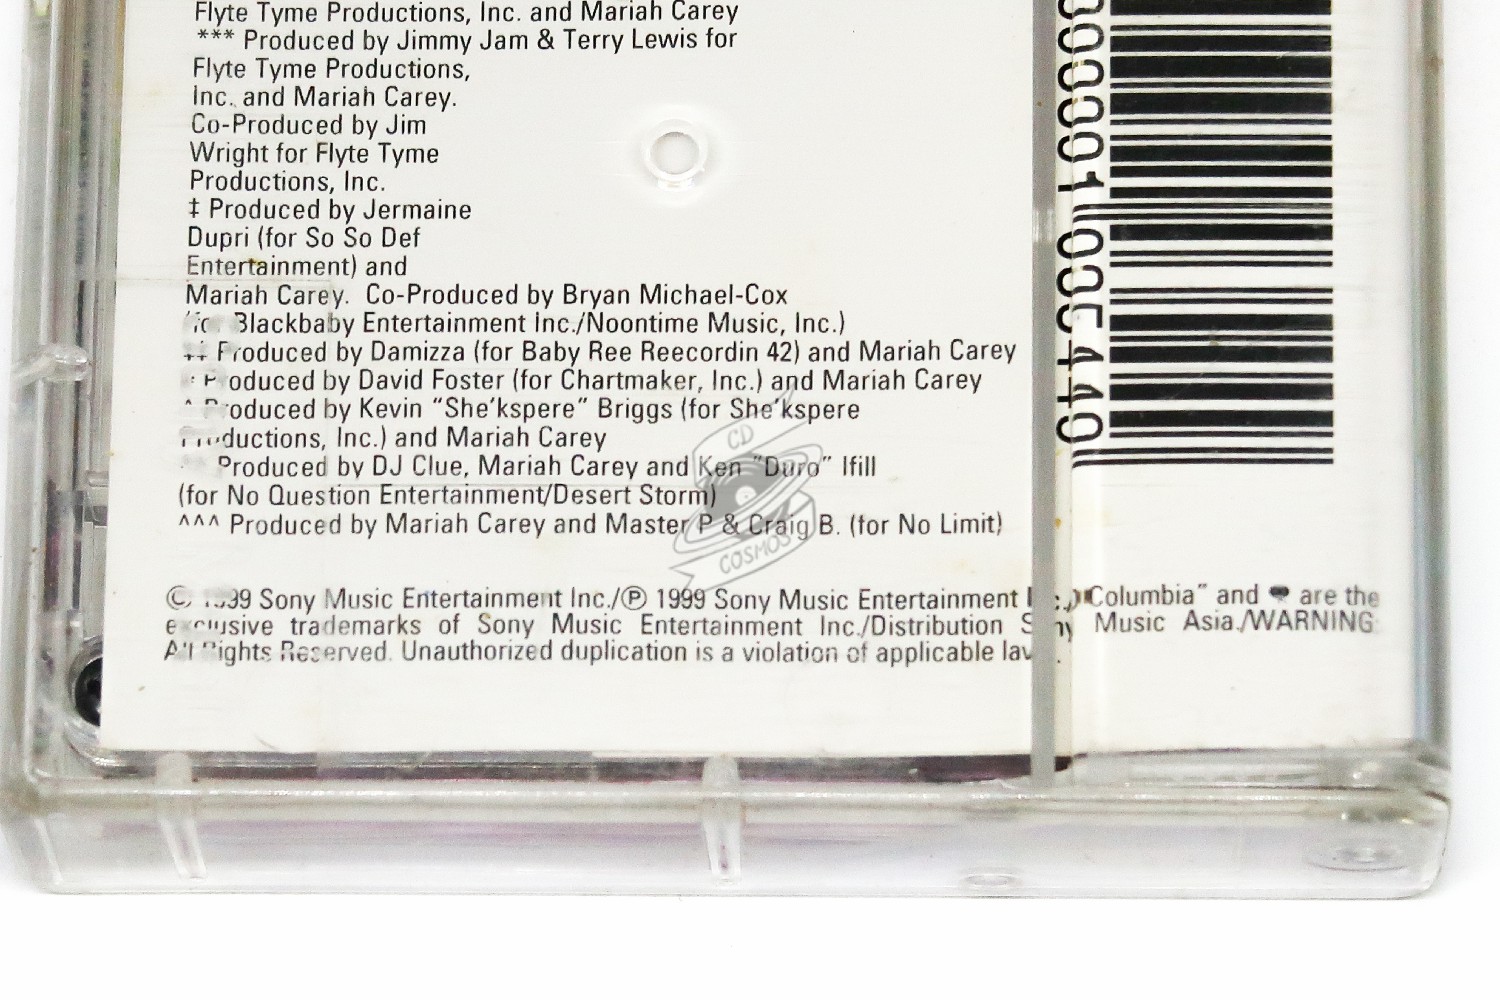 Flyte Tyme Productions, Inc. and Mariah Carey
*** Produced by Jimmy Jam & Terry Lewis for
Flyte Tyme Productions,
Inc. and Mariah Carey.
Co-Produced by Jim
Wright for Flyte Tyme
Productions, Inc.
‡ Produced by Jermaine
Dupri (for So So Def
Entertainment) and
Mariah Carey. Co-Produced by Bryan Michael-Cox
Blackbaby Entertainment Inc./Noontime Music, Inc.)
‡‡ Produced by Damizza (for Baby Ree Reecordin 42) and Mariah Carey
Produced by David Foster (for Chartmaker, Inc.) and Mariah Carey
^ Produced by Kevin "She'kspere" Briggs (for She'kspere
Productions, Inc.) and Mariah Carey
Produced by DJ Clue, Mariah Carey and Ken "Duro" Ifill
(for No Question Entertainment/Desert Storm)
^^^ Produced by Mariah Carey and Master P & Craig B. (for No Limit)
© 1999 Sony Music Entertainment Inc./℗ 1999 Sony Music Entertainment "Columbia" and are the
exclusive trademarks of Sony Music Entertainment Inc./Distribution Sony Music Asia./WARNING:
All Rights Reserved. Unauthorized duplication is a violation of applicable laws.
CD
COSMOS